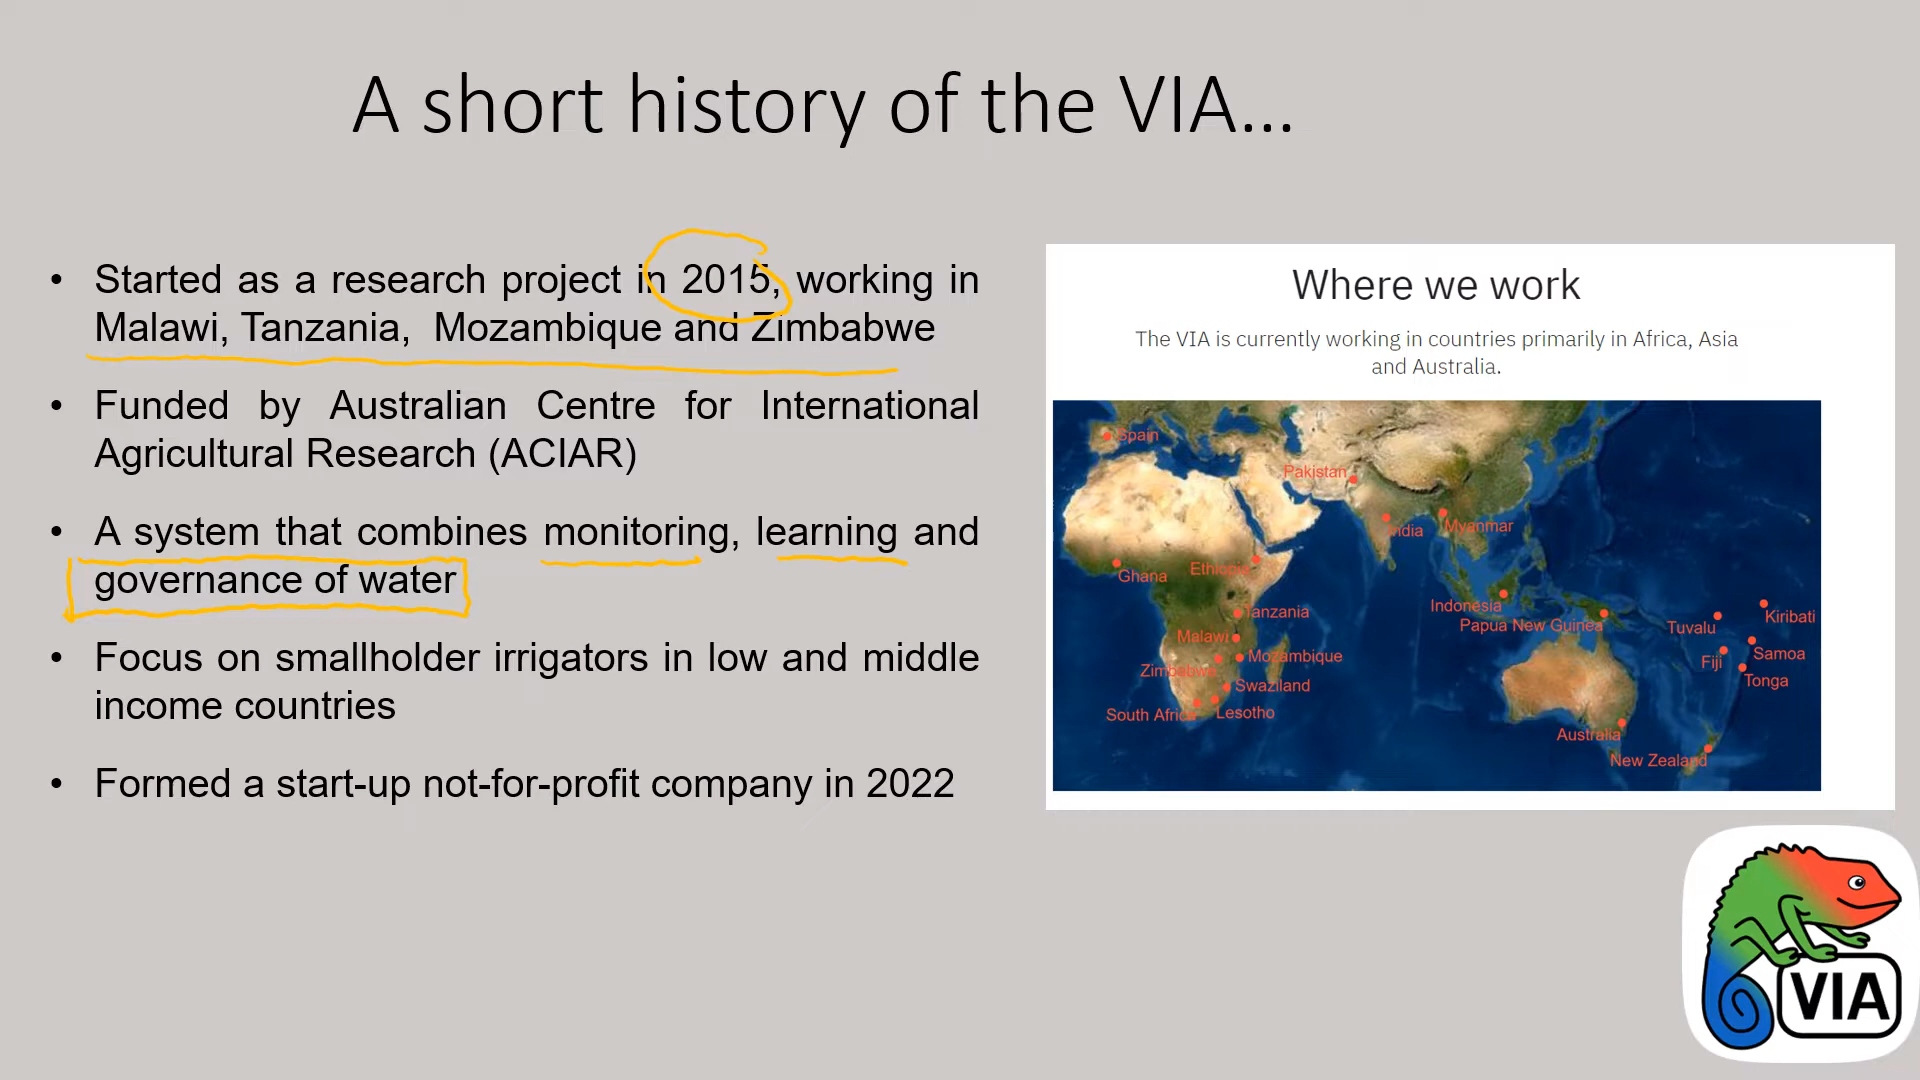 A short history of the VIA...
• Started as a research project in 2015, working in
Malawi, Tanzania, Mozambique and Zimbabwe
• Funded by Australian Centre for International
Agricultural Research (ACIAR)
• A system that combines monitoring, learning and
governance of water
• Focus on smallholder irrigators in low and middle
income countries
• Formed a start-up not-for-profit company in 2022
Where we work
The VIA is currently working in countries primarily in Africa, Asia
and Australia.
Spain
Pakistan
India
Myanmar
Ghana
Ethiopia
Indonesia
Tanzania
Papua New Guinea
Kiribati
Tuvalu
Malawi
Mozambique
Samoa
Fiji
Zimbabwe
Tonga
Swaziland
South Africa
Lesotho
Australia
New Zealand
VIA